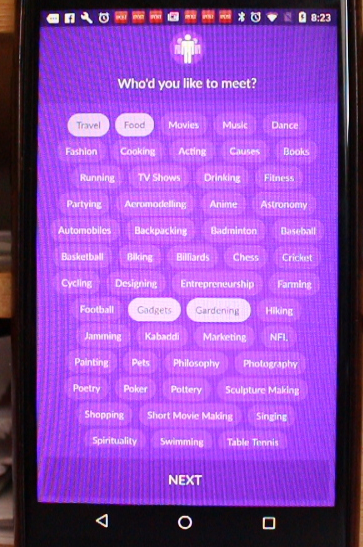 8:23
Who'd you like to meet?
Travel Food Movies Music Dance
Fashion Cooking Acting Causes Books
Running TV Shows Drinking Fitness
Partying Aeromodelling Anime Astronomy
Automobiles Backpacking Badminton Baseball
Basketball Biking Billiards Chess Cricket
Cycling Designing Entrepreneurship Farming
Football Gadgets Gardening Hiking
Jamming Kabaddi Marketing NFL
Painting Pets Philosophy Photography
Poetry Poker Pottery Sculpture Making
Shopping Short Movie Making Singing
Spirituality Swimming Table Tennis
NEXT